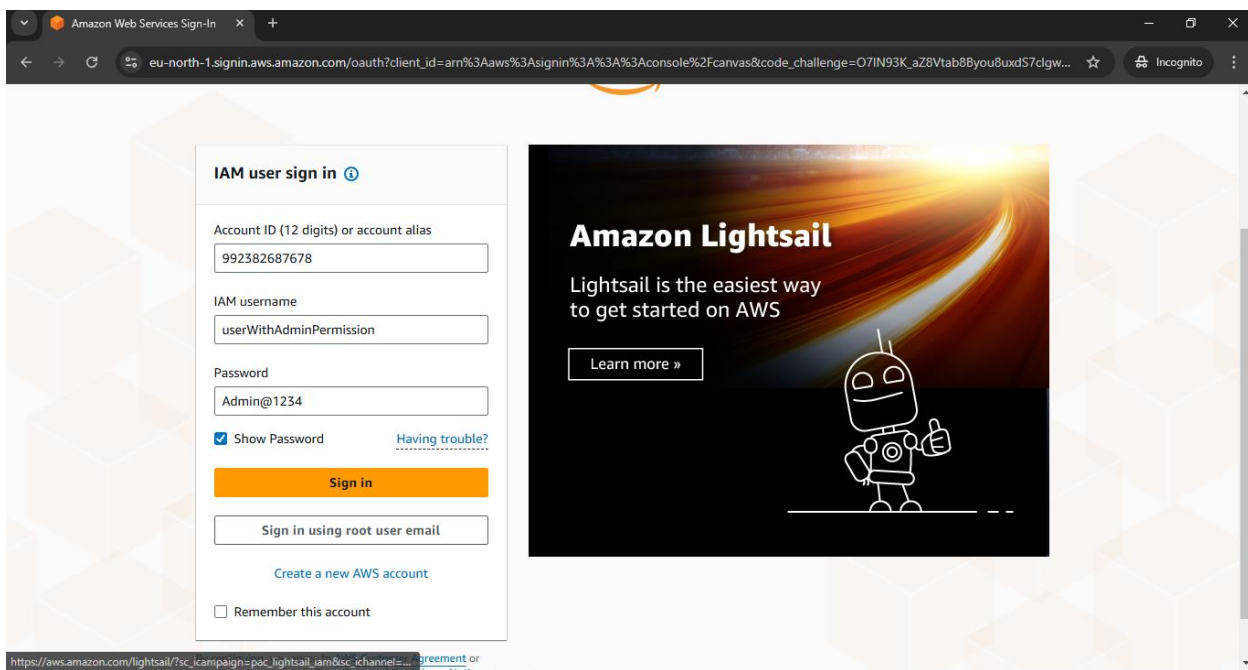 Amazon Web Services Sign-In
eu-north-1.signin.aws.amazon.com/oauth?client_id=arn%3Aaws%3Asignin%3A%3A%3Aconsole%2Fcanvas&code_challenge=O7IN93K_aZ8Vtab8Byou8uxdS7clgw...
Incognito
IAM user sign in
Account ID (12 digits) or account alias
992382687678
IAM username
userWithAdminPermission
Password
Admin@1234
Show Password Having trouble?
Sign in
Sign in using root user email
Create a new AWS account
Remember this account
Amazon Lightsail
Lightsail is the easiest way
to get started on AWS
Learn more »
Agreement or
https://aws.amazon.com/lightsail/?sc_icampaign=pac_lightsail_iam&sc_ichannel=...